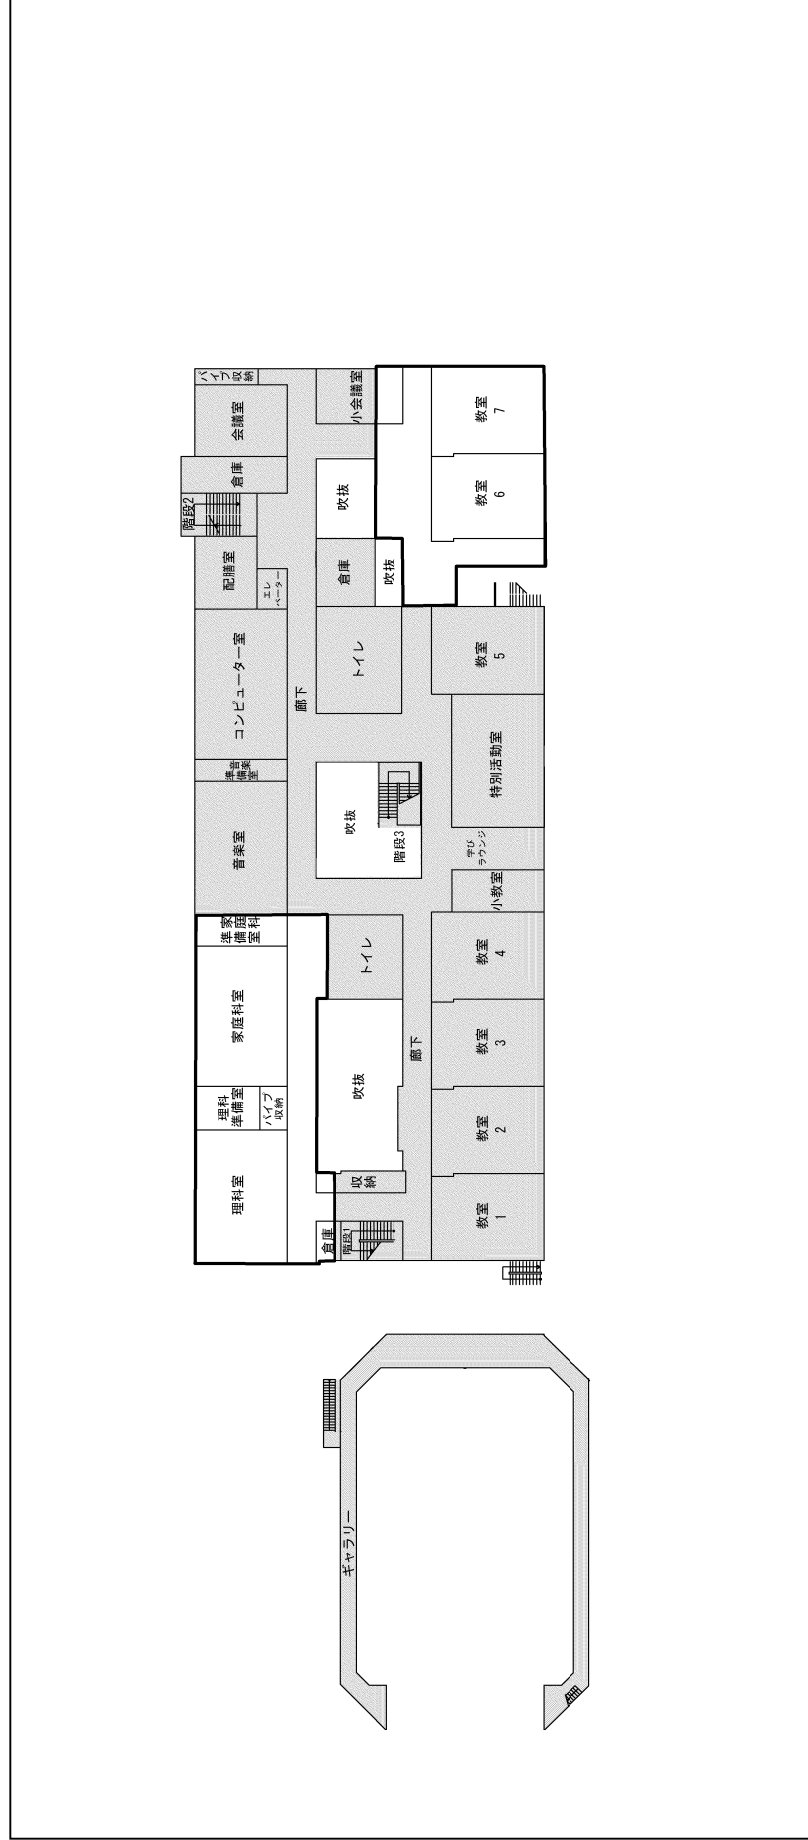 パイプ
収納
会議室
小会議室
教室
7
倉庫
階段2
吹抜
教室
6
配膳室
エレ
ベーター
倉庫
吹抜
コンピューター室
トイレ
教室
5
廊下
音楽
準備室
特別活動室
吹抜
階段3
音楽室
学び
ラウンジ
小教室
家庭科
準備室
トイレ
教室
4
家庭科室
教室
3
廊下
吹抜
理科
準備室
パイプ
収納
教室
2
理科室
収納
教室
1
倉庫
階段1
ギャラリー